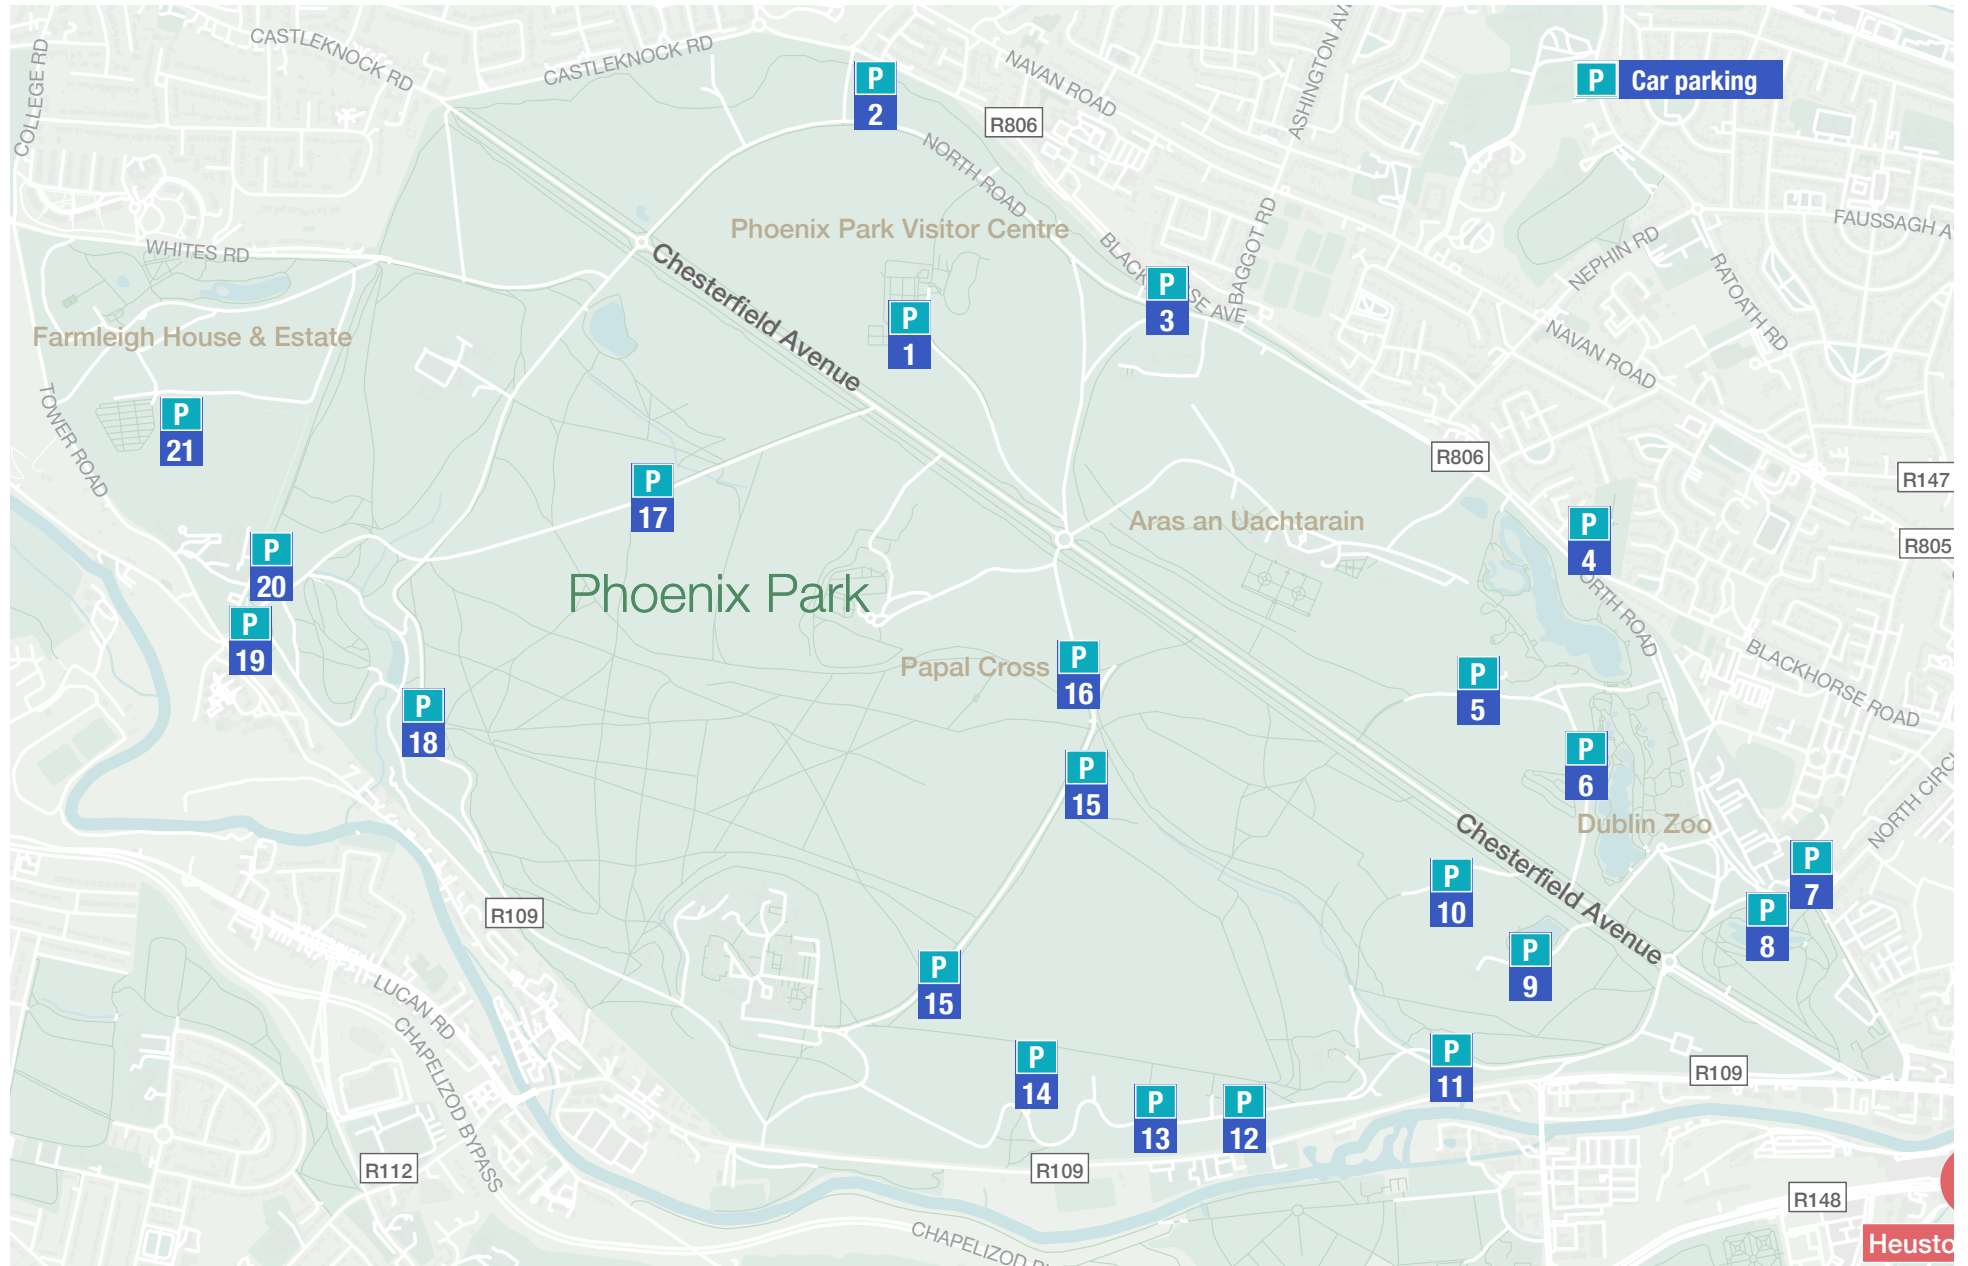 COLLEGE RD
CASTLEKNOCK RD
CASTLEKNOCK RD
P
2
NAVAN ROAD
R806
ASHINGTON AV
P Car parking
NORTH ROAD
Phoenix Park Visitor Centre
BAGGOT RD
NEPHIN RD
FAUSSAGH A
WHITES RD
Chesterfield Avenue
BLACK
SE AVE
P
3
RATOATH RD
P
1
Farmleigh House & Estate
NAVAN ROAD
TOWER ROAD
P
21
R806
R147
P
17
Aras an Uachtarain
P
4
R805
P
20
Phoenix Park
ORTH ROAD
P
19
Papal Cross
P
16
P
5
BLACKHORSE ROAD
P
18
P
15
P
6
NORTH CIRC
Dublin Zoo
Chesterfield Avenue
P
7
P
10
R109
P
8
P
9
P
15
LUCAN RD
CHAPELIZOD BYPASS
P
14
P
11
R109
P
13
P
12
R112
R109
R148
CHAPELIZOD
Heusto